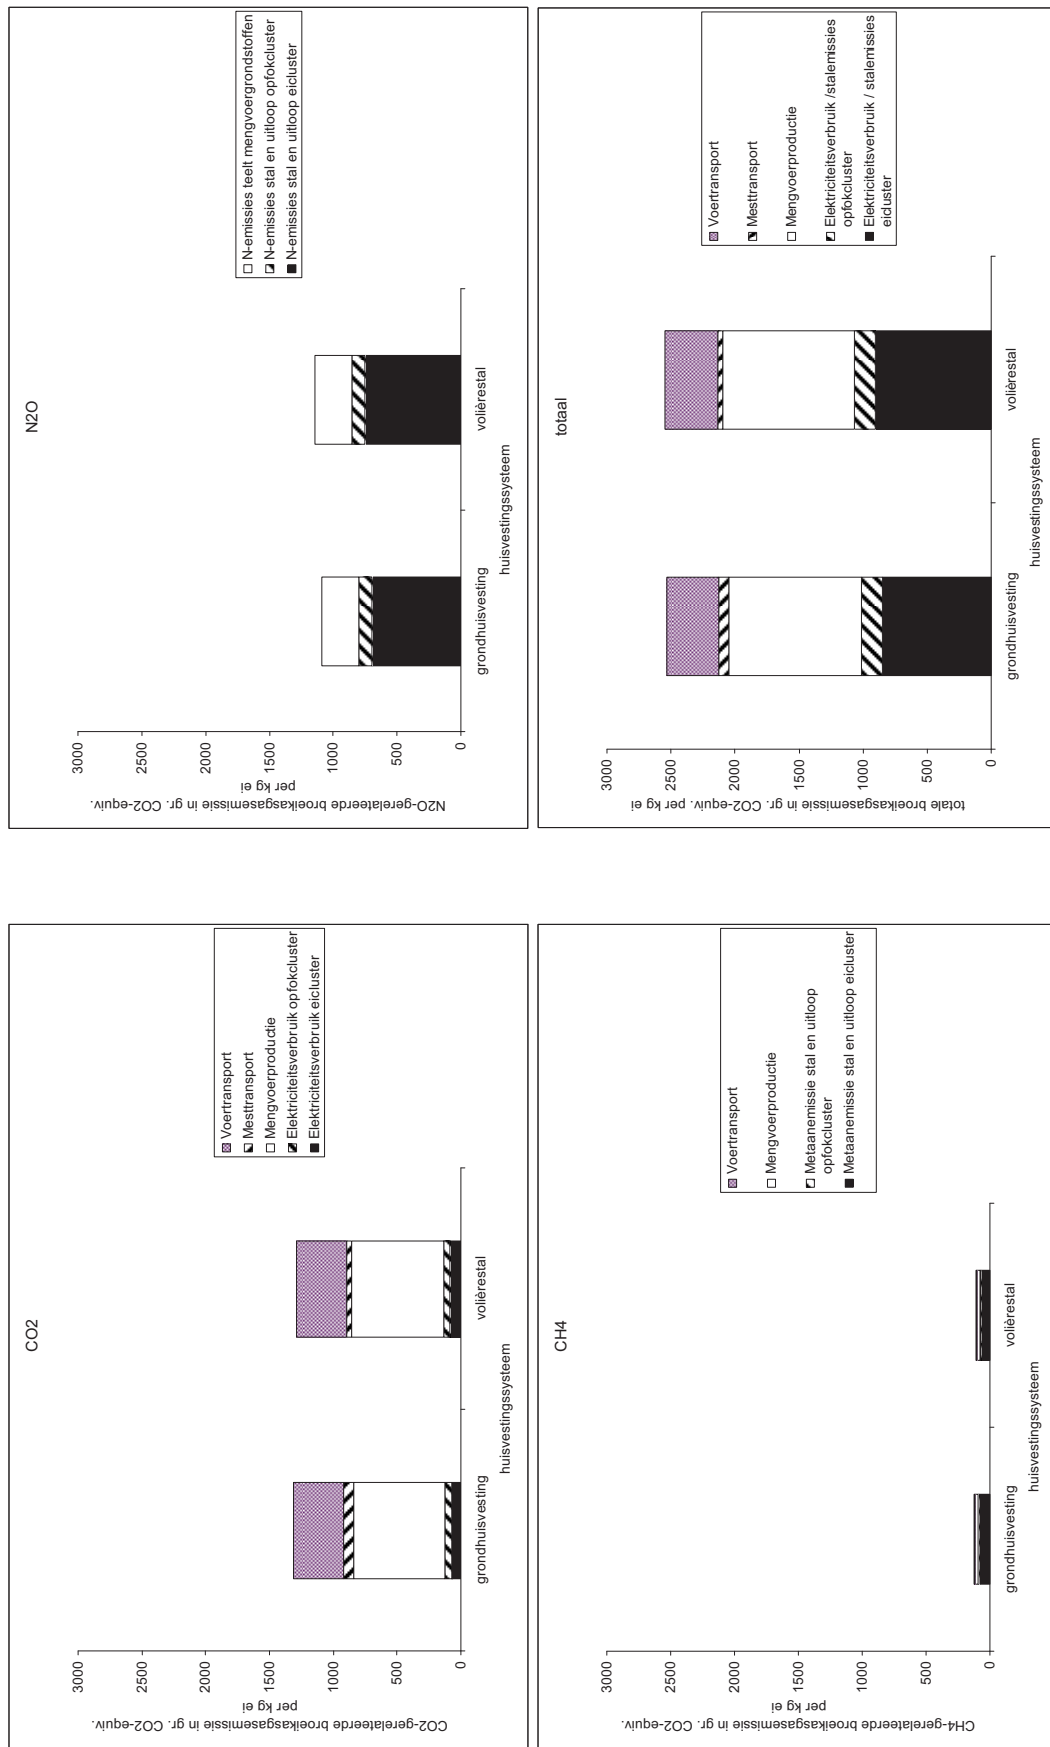 CO2
CO2-gerelateerde broeikasgasemissie in gr. CO2-equiv.
per kg ei
3000
2500
2000
1500
1000
500
0
grondhuisvesting
volièrestal
huisvestingssysteem
Voertransport
Mesttransport
Mengvoerproductie
Elektriciteitsverbruik opfokcluster
Elektriciteitsverbruik eicluster
N2O
N2O-gerelateerde broeikasgasemissie in gr. CO2-equiv.
per kg ei
3000
2500
2000
1500
1000
500
0
grondhuisvesting
volièrestal
huisvestingssysteem
N-emissies teelt mengvoergrondstoffen
N-emissies stal en uitloop opfokcluster
N-emissies stal en uitloop eicluster
CH4
CH4-gerelateerde broeikasgasemissie in gr. CO2-equiv.
per kg ei
3000
2500
2000
1500
1000
500
0
grondhuisvesting
volièrestal
huisvestingssysteem
Voertransport
Mengvoerproductie
Metaanemissie stal en uitloop
opfokcluster
Metaanemissie stal en uitloop eicluster
totaal
totale broeikasgasemissie in gr. CO2-equiv. per kg ei
3000
2500
2000
1500
1000
500
0
grondhuisvesting
volièrestal
huisvestingssysteem
Voertransport
Mesttransport
Mengvoerproductie
Elektriciteitsverbruik /stalemissies
opfokcluster
Elektriciteitsverbruik / stalemissies
eicluster